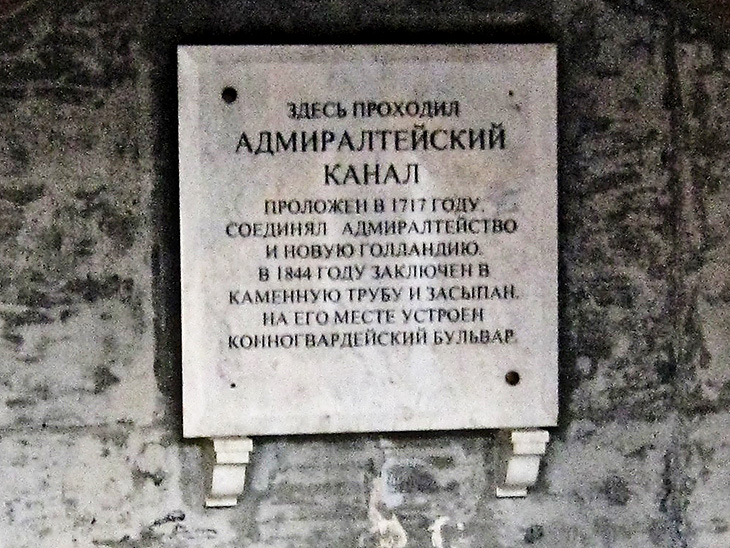 ЗДЕСЬ ПРОХОДИЛ
АДМИРАЛТЕЙСКИЙ
КАНАЛ
ПРОЛОЖЕН В 1717 ГОДУ.
СОЕДИНЯЛ АДМИРАЛТЕЙСТВО
И НОВУЮ ГОЛЛАНДИЮ.
В 1844 ГОДУ ЗАКЛЮЧЕН В
КАМЕННУЮ ТРУБУ И ЗАСЫПАН.
НА ЕГО МЕСТЕ УСТРОЕН
КОННОГВАРДЕЙСКИЙ БУЛЬВАР.